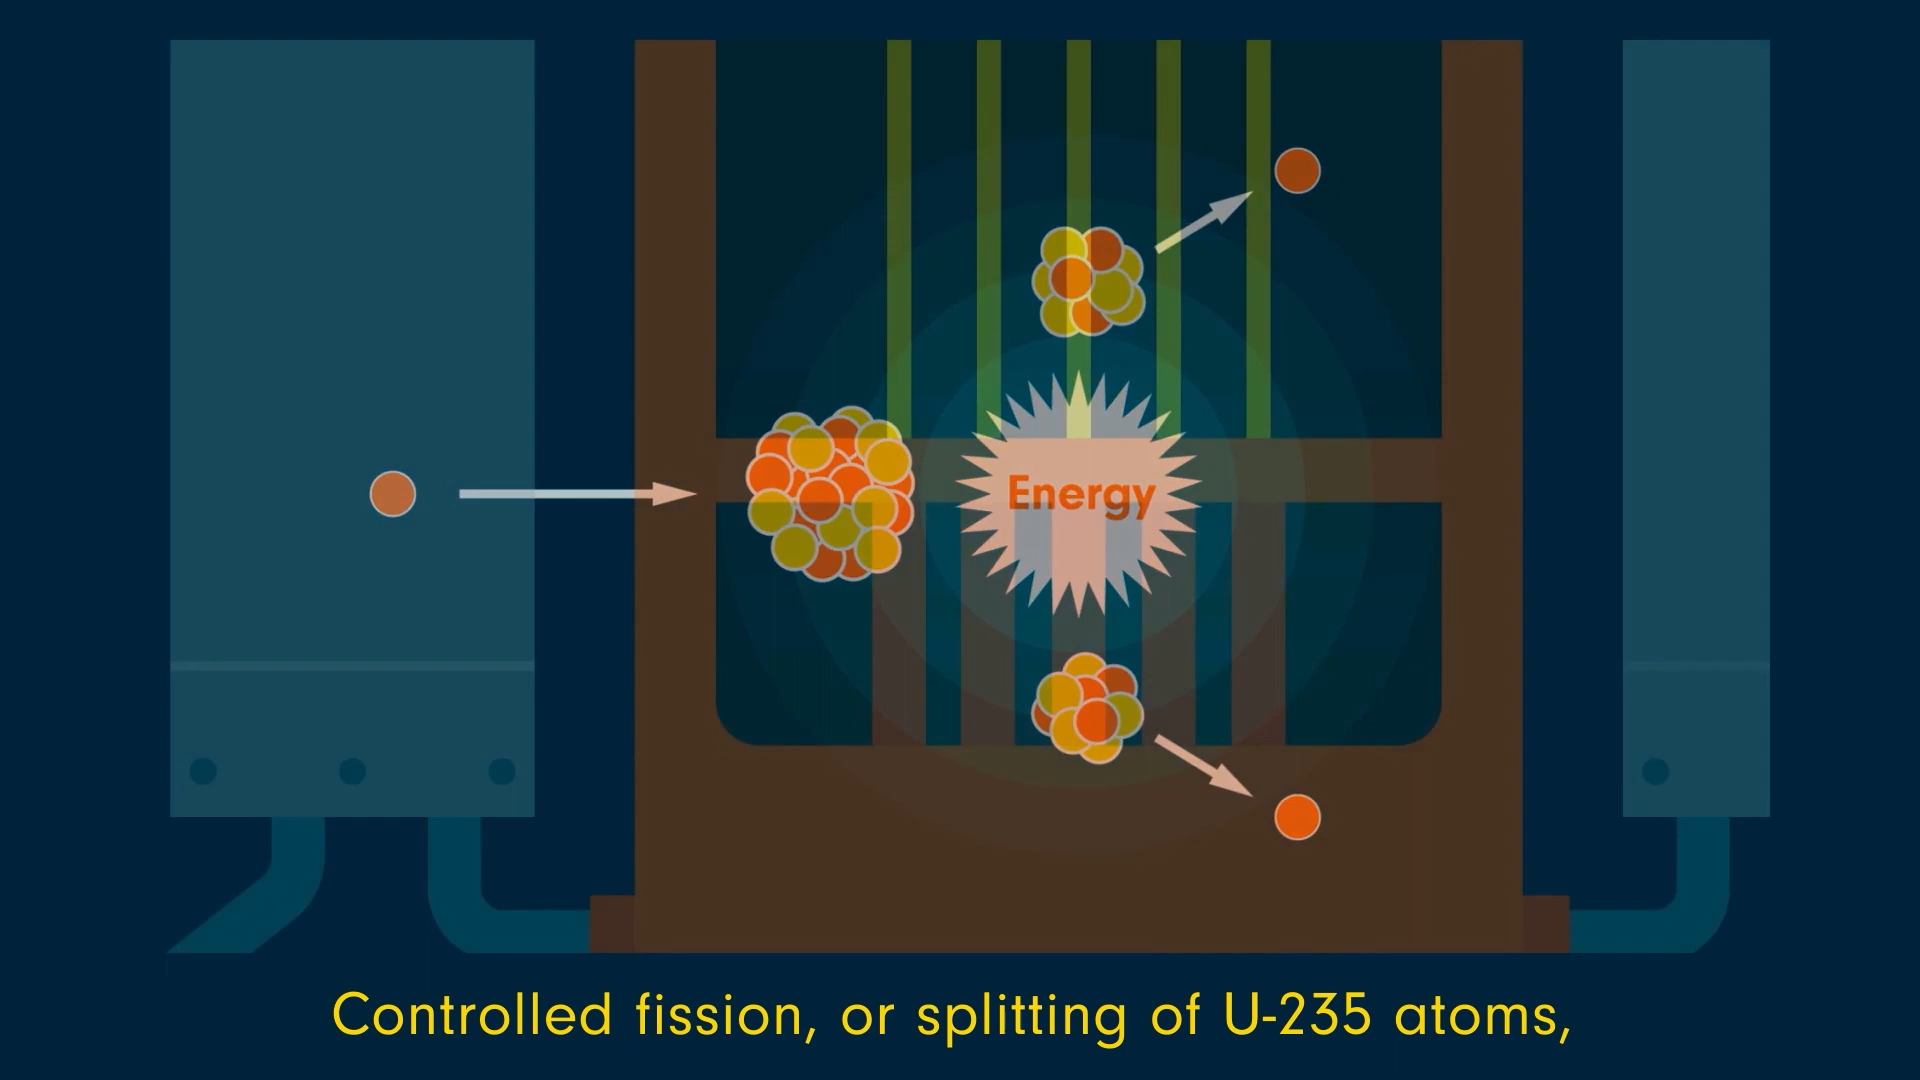 Energy
Controlled fission, or splitting of U-235 atoms,